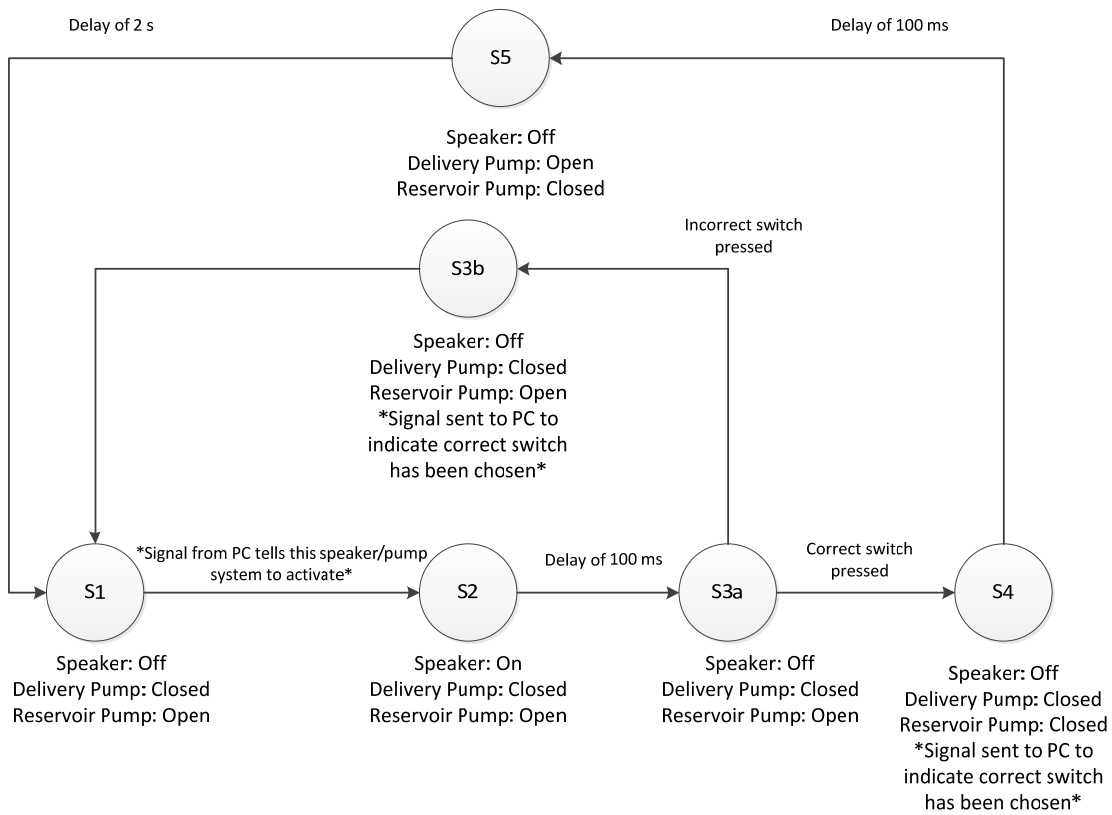 Delay of 2 s
Delay of 100 ms
S5
Speaker: Off
Delivery Pump: Open
Reservoir Pump: Closed
Incorrect switch
pressed
S3b
Speaker: Off
Delivery Pump: Closed
Reservoir Pump: Open
*Signal sent to PC to
indicate correct switch
has been chosen*
*Signal from PC tells this speaker/pump
system to activate*
Delay of 100 ms
Correct switch
pressed
S1
S2
S3a
S4
Speaker: Off
Delivery Pump: Closed
Reservoir Pump: Open
Speaker: On
Delivery Pump: Closed
Reservoir Pump: Open
Speaker: Off
Delivery Pump: Closed
Reservoir Pump: Open
Speaker: Off
Delivery Pump: Closed
Reservoir Pump: Closed
*Signal sent to PC to
indicate correct switch
has been chosen*